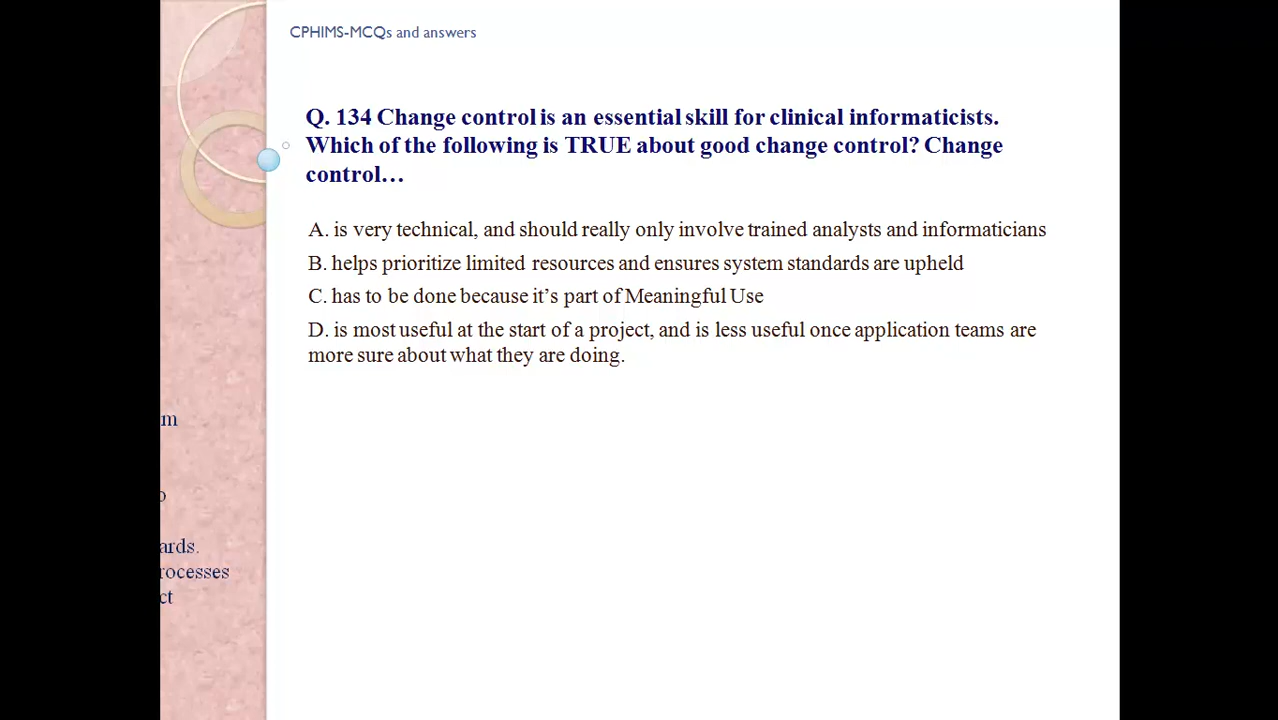 CPHIMS-MCQs and answers
Q. 134 Change control is an essential skill for clinical informaticists.
Which of the following is TRUE about good change control? Change
control…
A. is very technical, and should really only involve trained analysts and informaticians
B. helps prioritize limited resources and ensures system standards are upheld
C. has to be done because it’s part of Meaningful Use
D. is most useful at the start of a project, and is less useful once application teams are
more sure about what they are doing.
m
o
ards.
rocesses
ct